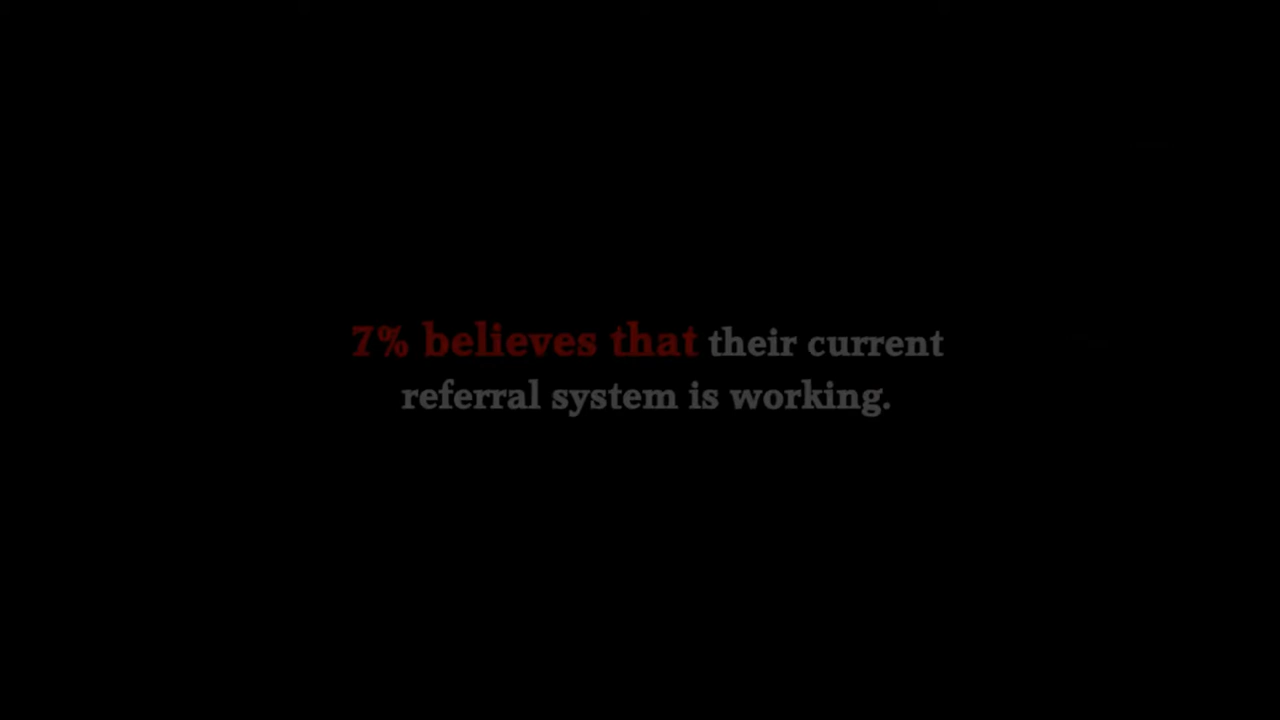 7% believes that their current
referral system is working.